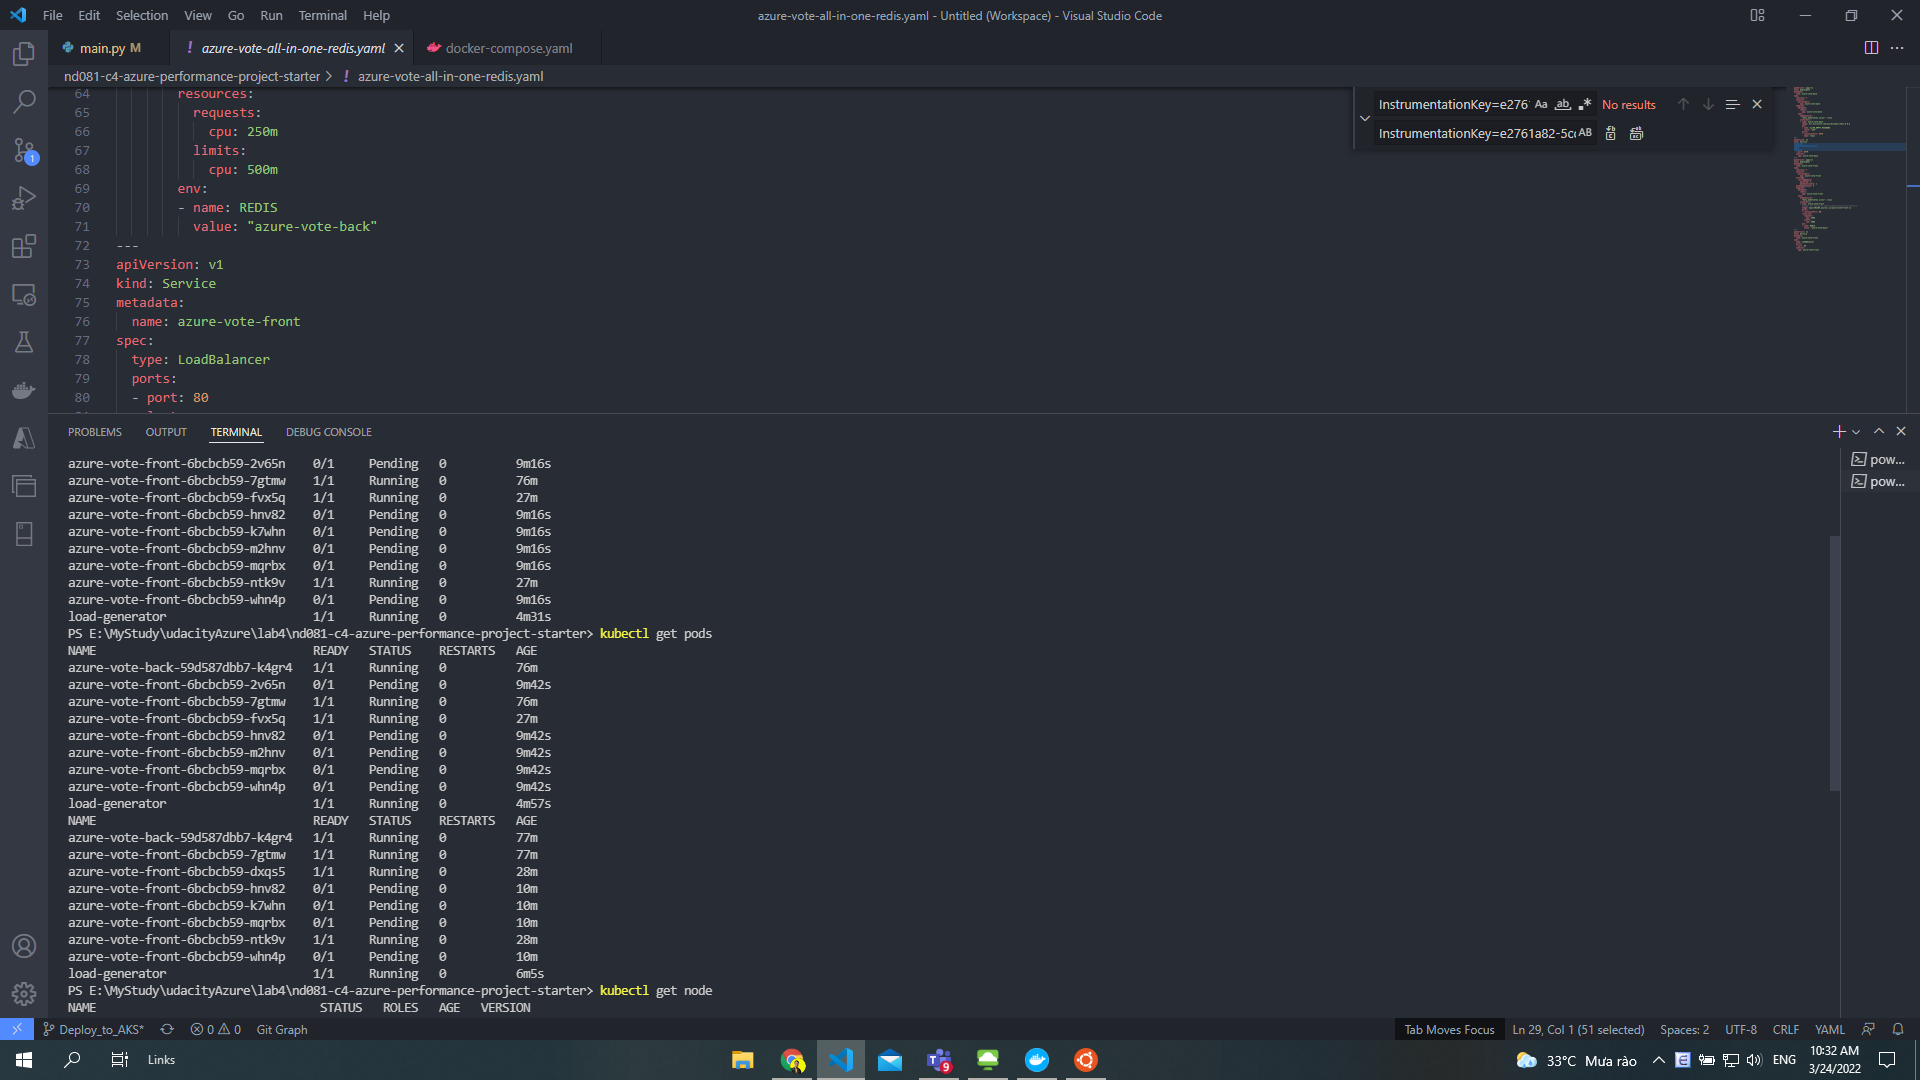 File Edit Selection View Go Run Terminal Help
azure-vote-all-in-one-redis.yaml - Untitled (Workspace) - Visual Studio Code
main.py M
! azure-vote-all-in-one-redis.yaml
docker-compose.yaml
nd081-c4-azure-performance-project-starter > ! azure-vote-all-in-one-redis.yaml
InstrumentationKey=e276 Aa ab No results
InstrumentationKey=e2761a82-5c AB
64 resources:
65 requests:
66 cpu: 250m
67 limits:
68 cpu: 500m
69 env:
70 - name: REDIS
71 value: "azure-vote-back"
72 ---
73 apiVersion: v1
74 kind: Service
75 metadata:
76 name: azure-vote-front
77 spec:
78 type: LoadBalancer
79 ports:
80 - port: 80
PROBLEMS OUTPUT TERMINAL DEBUG CONSOLE
pow...
pow...
azure-vote-front-6bcbcb59-2v65n 0/1 Pending 0 9m16s
azure-vote-front-6bcbcb59-7gtmw 1/1 Running 0 76m
azure-vote-front-6bcbcb59-fvx5q 1/1 Running 0 27m
azure-vote-front-6bcbcb59-hnv82 0/1 Pending 0 9m16s
azure-vote-front-6bcbcb59-k7whn 0/1 Pending 0 9m16s
azure-vote-front-6bcbcb59-m2hnv 0/1 Pending 0 9m16s
azure-vote-front-6bcbcb59-mqrbx 0/1 Pending 0 9m16s
azure-vote-front-6bcbcb59-ntk9v 1/1 Running 0 27m
azure-vote-front-6bcbcb59-whn4p 0/1 Pending 0 9m16s
load-generator 1/1 Running 0 4m31s
PS E:\MyStudy\udacityAzure\lab4\nd081-c4-azure-performance-project-starter> kubectl get pods
NAME READY STATUS RESTARTS AGE
azure-vote-back-59d587dbb7-k4gr4 1/1 Running 0 76m
azure-vote-front-6bcbcb59-2v65n 0/1 Pending 0 9m42s
azure-vote-front-6bcbcb59-7gtmw 1/1 Running 0 76m
azure-vote-front-6bcbcb59-fvx5q 1/1 Running 0 27m
azure-vote-front-6bcbcb59-hnv82 0/1 Pending 0 9m42s
azure-vote-front-6bcbcb59-m2hnv 0/1 Pending 0 9m42s
azure-vote-front-6bcbcb59-mqrbx 0/1 Pending 0 9m42s
azure-vote-front-6bcbcb59-whn4p 0/1 Pending 0 9m42s
load-generator 1/1 Running 0 4m57s
NAME READY STATUS RESTARTS AGE
azure-vote-back-59d587dbb7-k4gr4 1/1 Running 0 77m
azure-vote-front-6bcbcb59-7gtmw 1/1 Running 0 77m
azure-vote-front-6bcbcb59-dxqs5 1/1 Running 0 28m
azure-vote-front-6bcbcb59-hnv82 0/1 Pending 0 10m
azure-vote-front-6bcbcb59-k7whn 0/1 Pending 0 10m
azure-vote-front-6bcbcb59-mqrbx 0/1 Pending 0 10m
azure-vote-front-6bcbcb59-ntk9v 1/1 Running 0 28m
azure-vote-front-6bcbcb59-whn4p 0/1 Pending 0 10m
load-generator 1/1 Running 0 6m5s
PS E:\MyStudy\udacityAzure\lab4\nd081-c4-azure-performance-project-starter> kubectl get node
NAME STATUS ROLES AGE VERSION
1
Deploy_to_AKS* 0 0 Git Graph
Tab Moves Focus Ln 29, Col 1 (51 selected) Spaces: 2 UTF-8 CRLF YAML
Links
9
33°C Mưa rào ENG
10:32 AM
3/24/2022